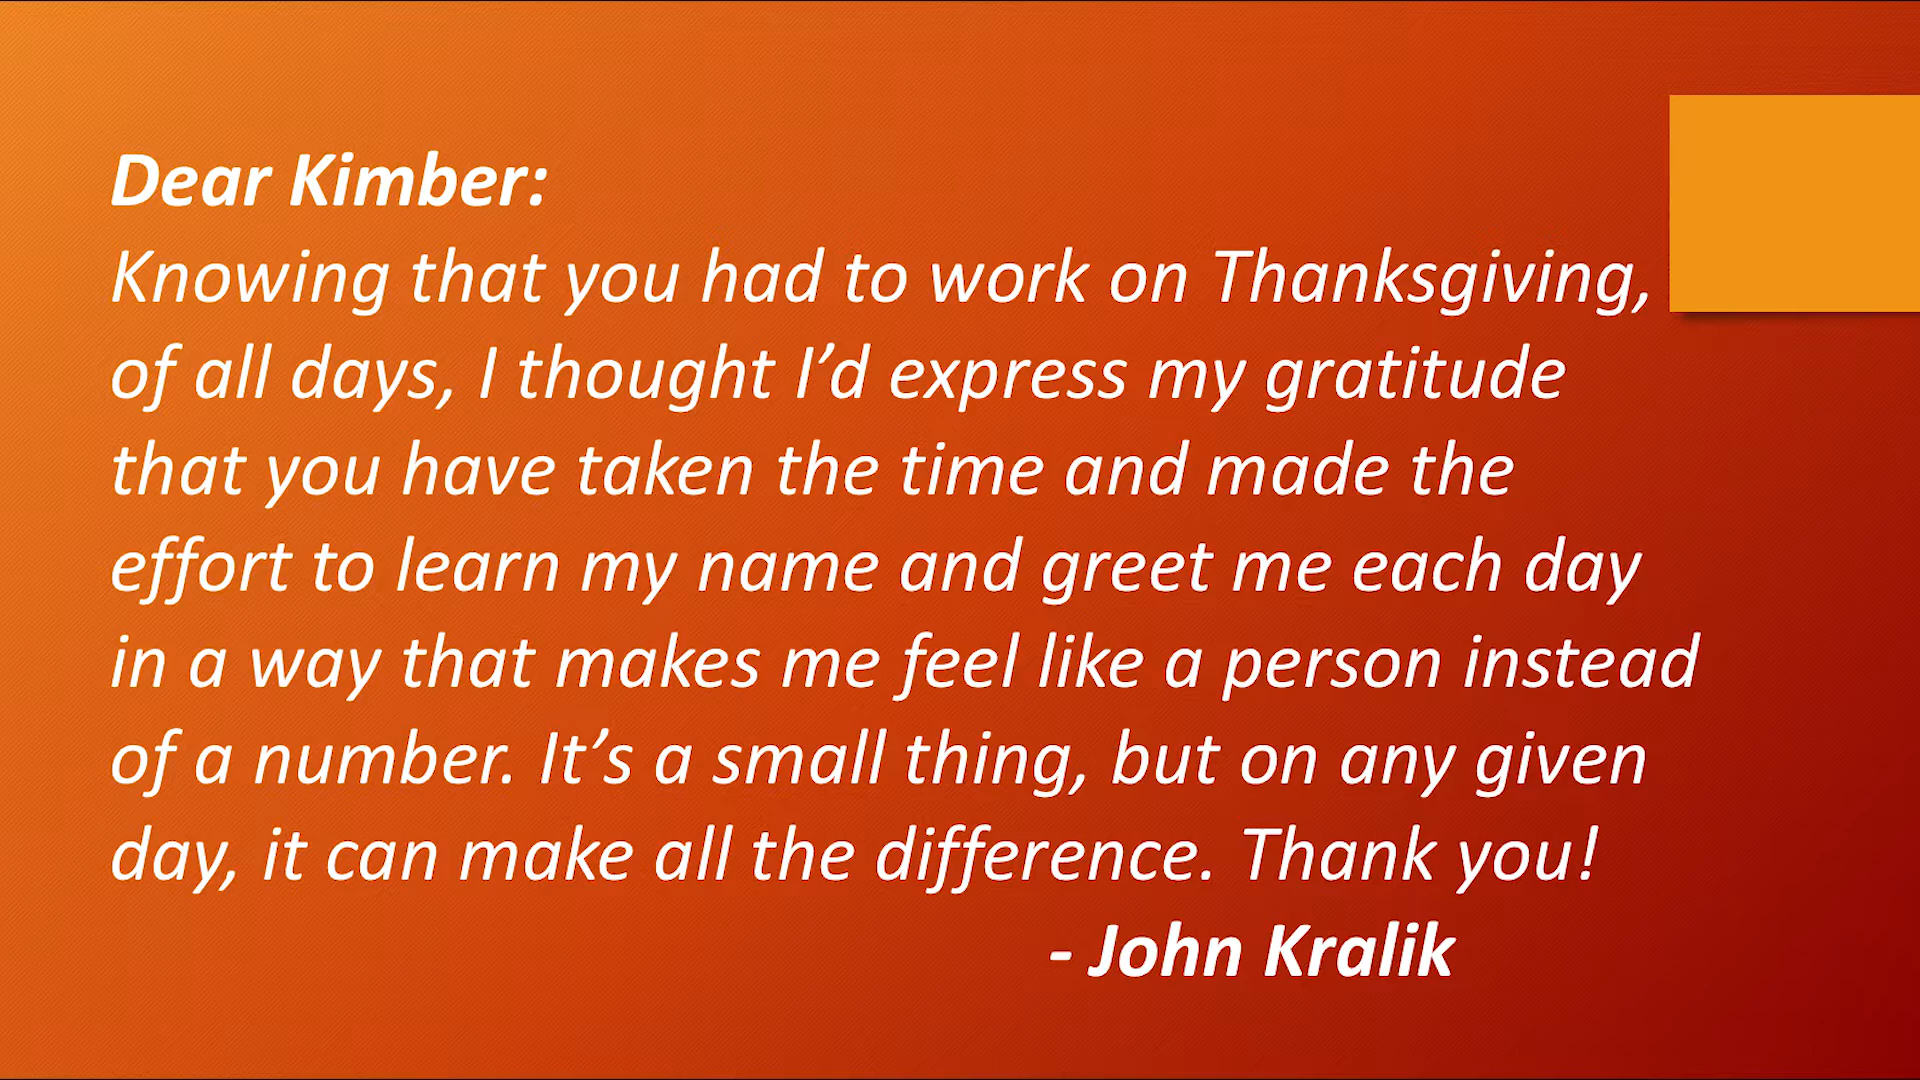 Dear Kimber:
Knowing that you had to work on Thanksgiving,
of all days, I thought I’d express my gratitude
that you have taken the time and made the
effort to learn my name and greet me each day
in a way that makes me feel like a person instead
of a number. It’s a small thing, but on any given
day, it can make all the difference. Thank you!
- John Kralik